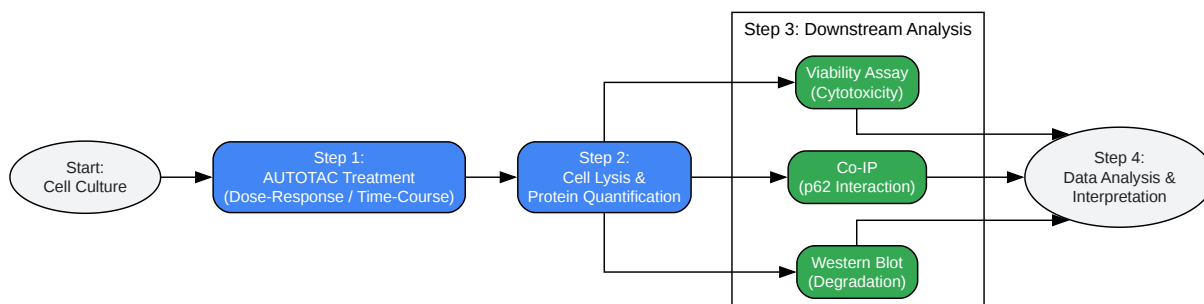 Start:
Cell Culture
Step 1:
AUTOTAC Treatment
(Dose-Response / Time-Course)
Step 2:
Cell Lysis &
Protein Quantification
Step 3: Downstream Analysis
Viability Assay
(Cytotoxicity)
Co-IP
(p62 Interaction)
Western Blot
(Degradation)
Step 4:
Data Analysis &
Interpretation